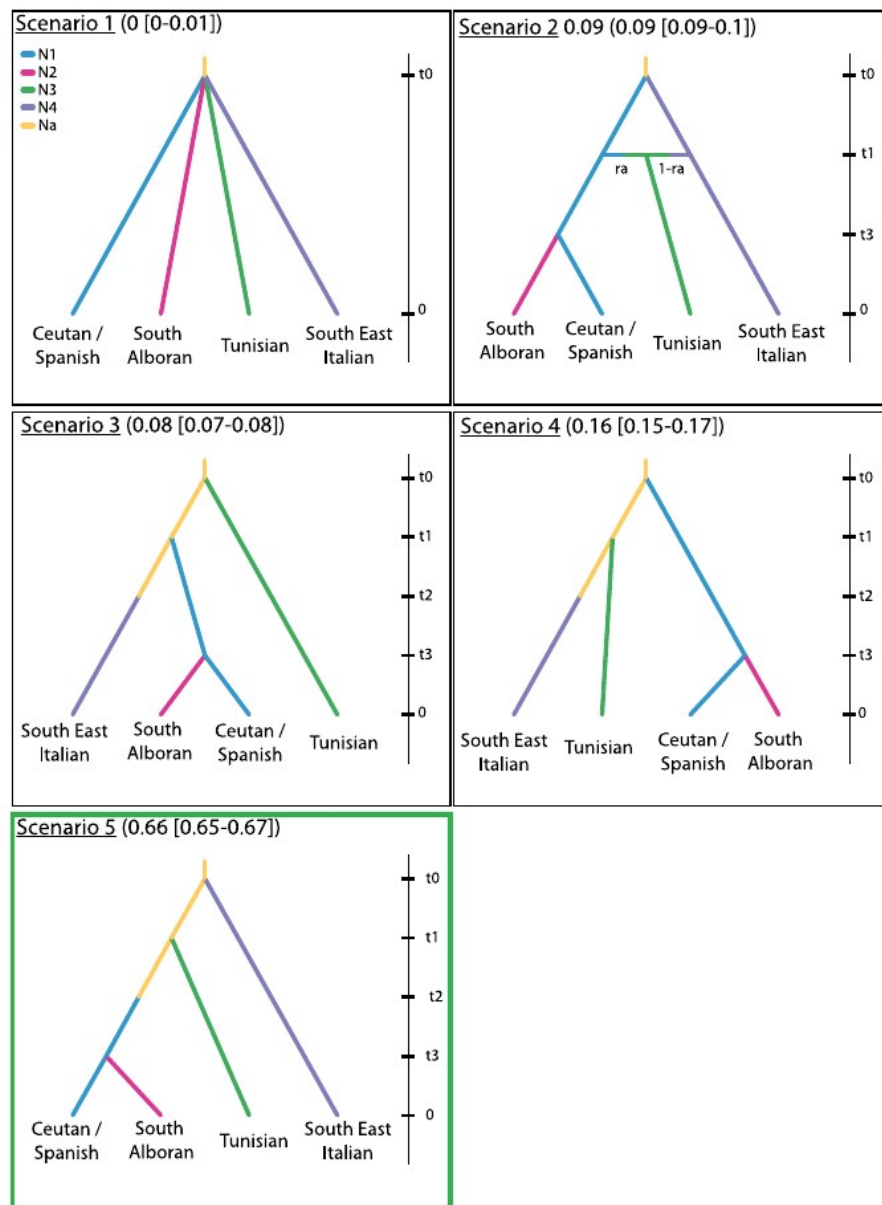 Scenario 1 (0 [0-0.01])
N1
N2
N3
N4
Na
t0
0
Ceutan /
Spanish
South
Alboran
Tunisian
South East
Italian
Scenario 2 0.09 (0.09 [0.09-0.1])
t0
t1
ra
1-ra
t3
0
South
Alboran
Ceutan /
Spanish
Tunisian
South East
Italian
Scenario 3 (0.08 [0.07-0.08])
t0
t1
t2
t3
0
South East
Italian
South
Alboran
Ceutan /
Spanish
Tunisian
Scenario 4 (0.16 [0.15-0.17])
t0
t1
t2
t3
0
South East
Italian
Tunisian
Ceutan /
Spanish
South
Alboran
Scenario 5 (0.66 [0.65-0.67])
t0
t1
t2
t3
0
Ceutan /
Spanish
South
Alboran
Tunisian
South East
Italian